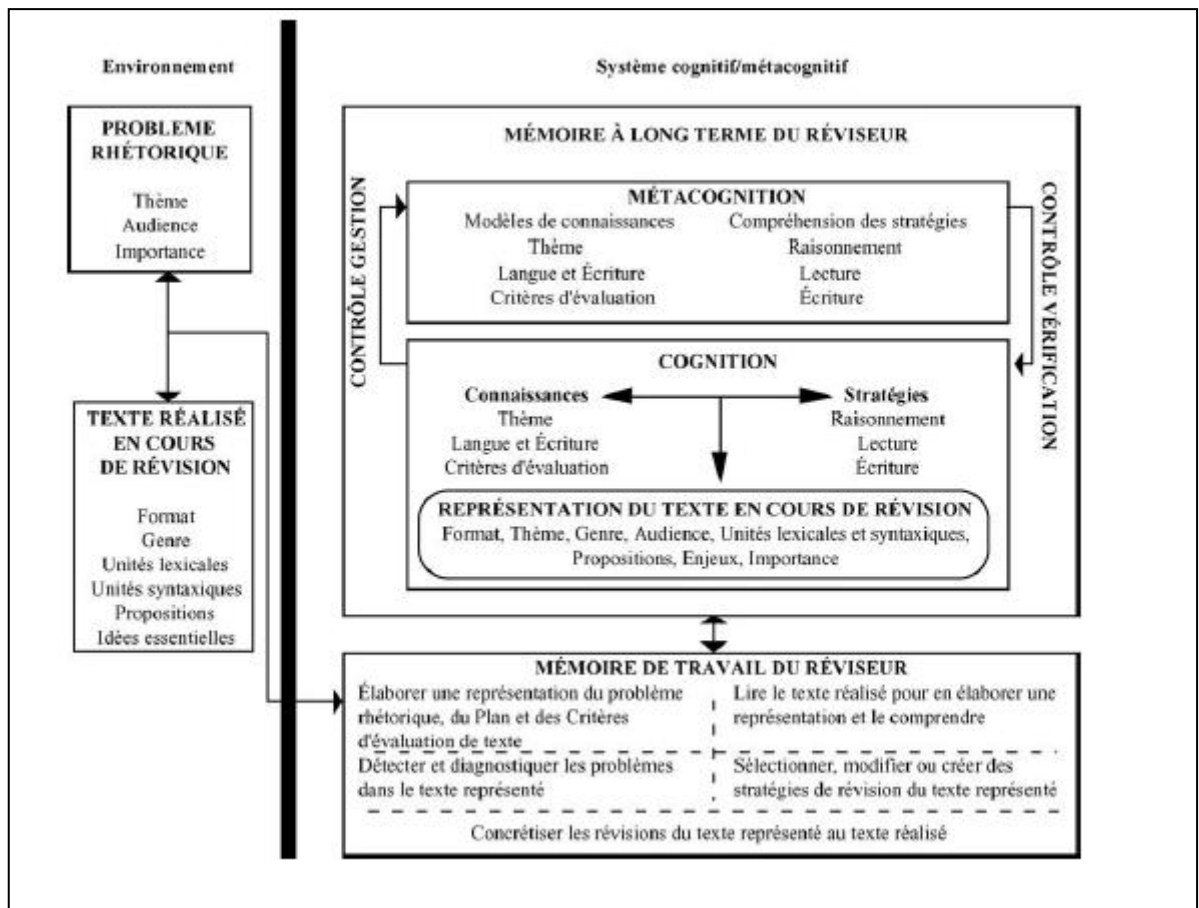 Environnement
Système cognitif/métacognitif
PROBLEME
RHÉTORIQUE
Thème
Audience
Importance
TEXTE RÉALISÉ
EN COURS
DE RÉVISION
Format
Genre
Unités lexicales
Unités syntaxiques
Propositions
Idées essentielles
MÉMOIRE À LONG TERME DU RÉVISEUR
CONTRÔLE GESTION
CONTRÔLE VÉRIFICATION
MÉTACOGNITION
Modèles de connaissances
Thème
Langue et Écriture
Critères d'évaluation
Compréhension des stratégies
Raisonnement
Lecture
Écriture
COGNITION
Connaissances
Thème
Langue et Écriture
Critères d'évaluation
Stratégies
Raisonnement
Lecture
Écriture
REPRÉSENTATION DU TEXTE EN COURS DE RÉVISION
Format, Thème, Genre, Audience, Unités lexicales et syntaxiques,
Propositions, Enjeux, Importance
MÉMOIRE DE TRAVAIL DU RÉVISEUR
Élaborer une représentation du problème
rhétorique, du Plan et des Critères
d'évaluation de texte
Lire le texte réalisé pour en élaborer une
représentation et le comprendre
Détecter et diagnostiquer les problèmes
dans le texte représenté
Sélectionner, modifier ou créer des
stratégies de révision du texte représenté
Concrétiser les révisions du texte représenté au texte réalisé